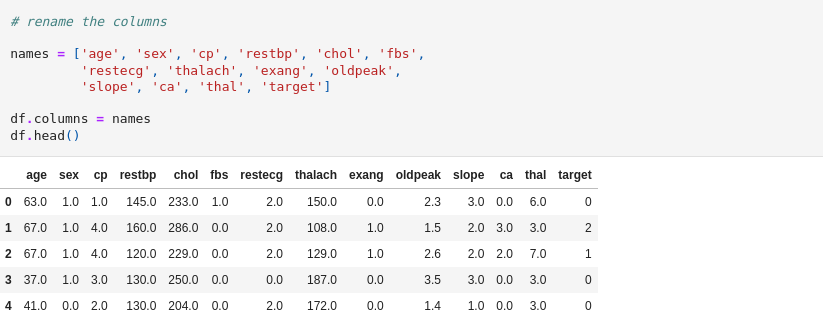 # rename the columns
names = ['age', 'sex', 'cp', 'restbp', 'chol', 'fbs',
'restecg', 'thalach', 'exang', 'oldpeak',
'slope', 'ca', 'thal', 'target']
df.columns = names
df.head()
age sex cp restbp chol fbs restecg thalach exang oldpeak slope ca thal target
0 63.0 1.0 1.0 145.0 233.0 1.0 2.0 150.0 0.0 2.3 3.0 0.0 6.0 0
1 67.0 1.0 4.0 160.0 286.0 0.0 2.0 108.0 1.0 1.5 2.0 3.0 3.0 2
2 67.0 1.0 4.0 120.0 229.0 0.0 2.0 129.0 1.0 2.6 2.0 2.0 7.0 1
3 37.0 1.0 3.0 130.0 250.0 0.0 0.0 187.0 0.0 3.5 3.0 0.0 3.0 0
4 41.0 0.0 2.0 130.0 204.0 0.0 2.0 172.0 0.0 1.4 1.0 0.0 3.0 0